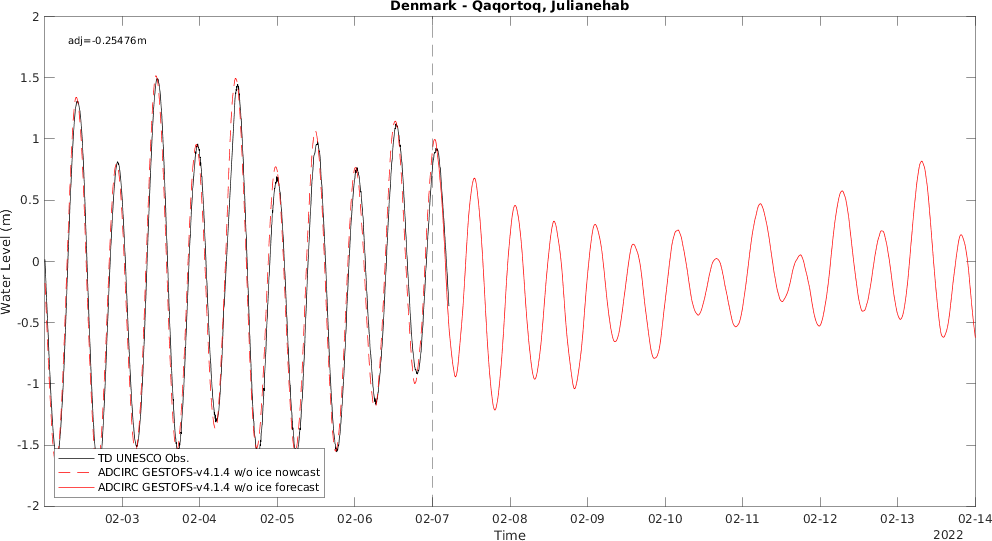 Denmark - Qaqortoq, Julianehab
adj=-0.25476m
2
1.5
1
0.5
0
-0.5
-1
-1.5
-2
Water Level (m)
TD UNESCO Obs.
ADCIRC GESTOFS-v4.1.4 w/o ice nowcast
ADCIRC GESTOFS-v4.1.4 w/o ice forecast
02-03 02-04 02-05 02-06 02-07 02-08 02-09 02-10 02-11 02-12 02-13 02-14
Time
2022